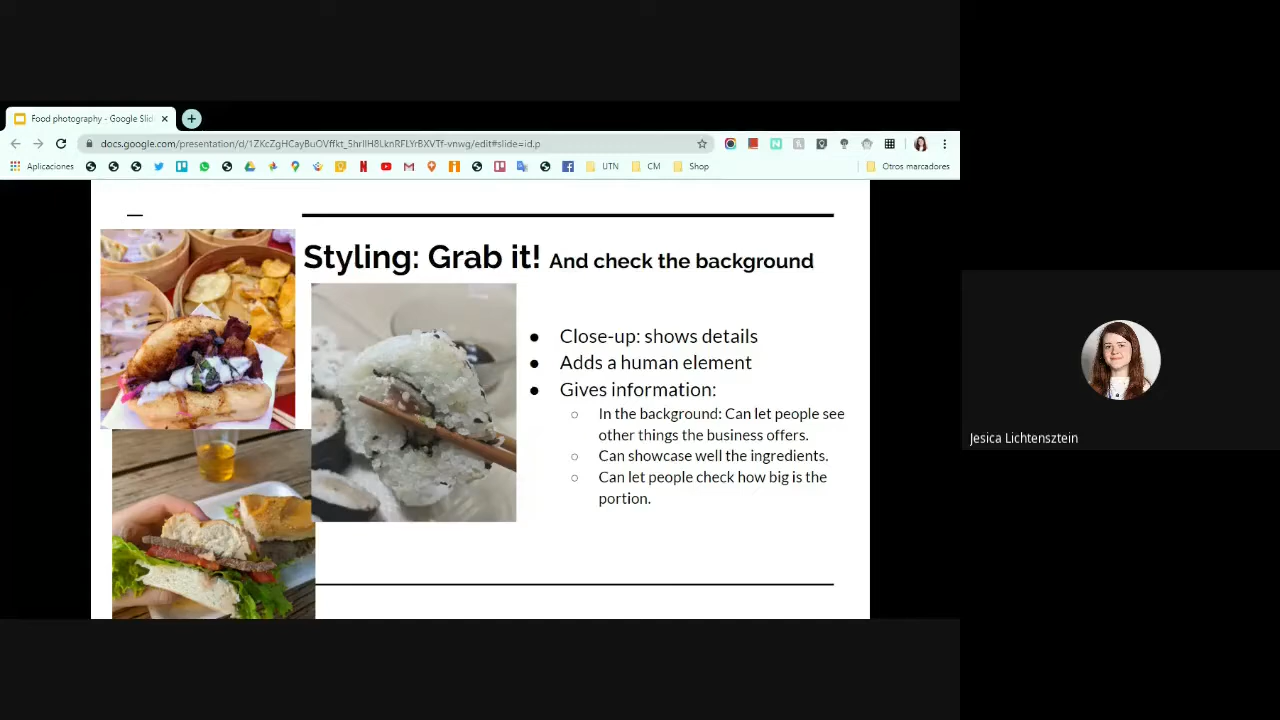 Food photography - Google Slid
docs.google.com/presentation/d/1ZKcZgHCayBuOVffkt_5hrlIH8LknRFLYrBXVTf-vnwg/edit#slide=id.p
Aplicaciones
UTN
CM
Shop
Otros marcadores
Styling: Grab it! And check the background
● Close-up: shows details
● Adds a human element
● Gives information:
○ In the background: Can let people see
other things the business offers.
○ Can showcase well the ingredients.
○ Can let people check how big is the
portion.
Jesica Lichtensztein